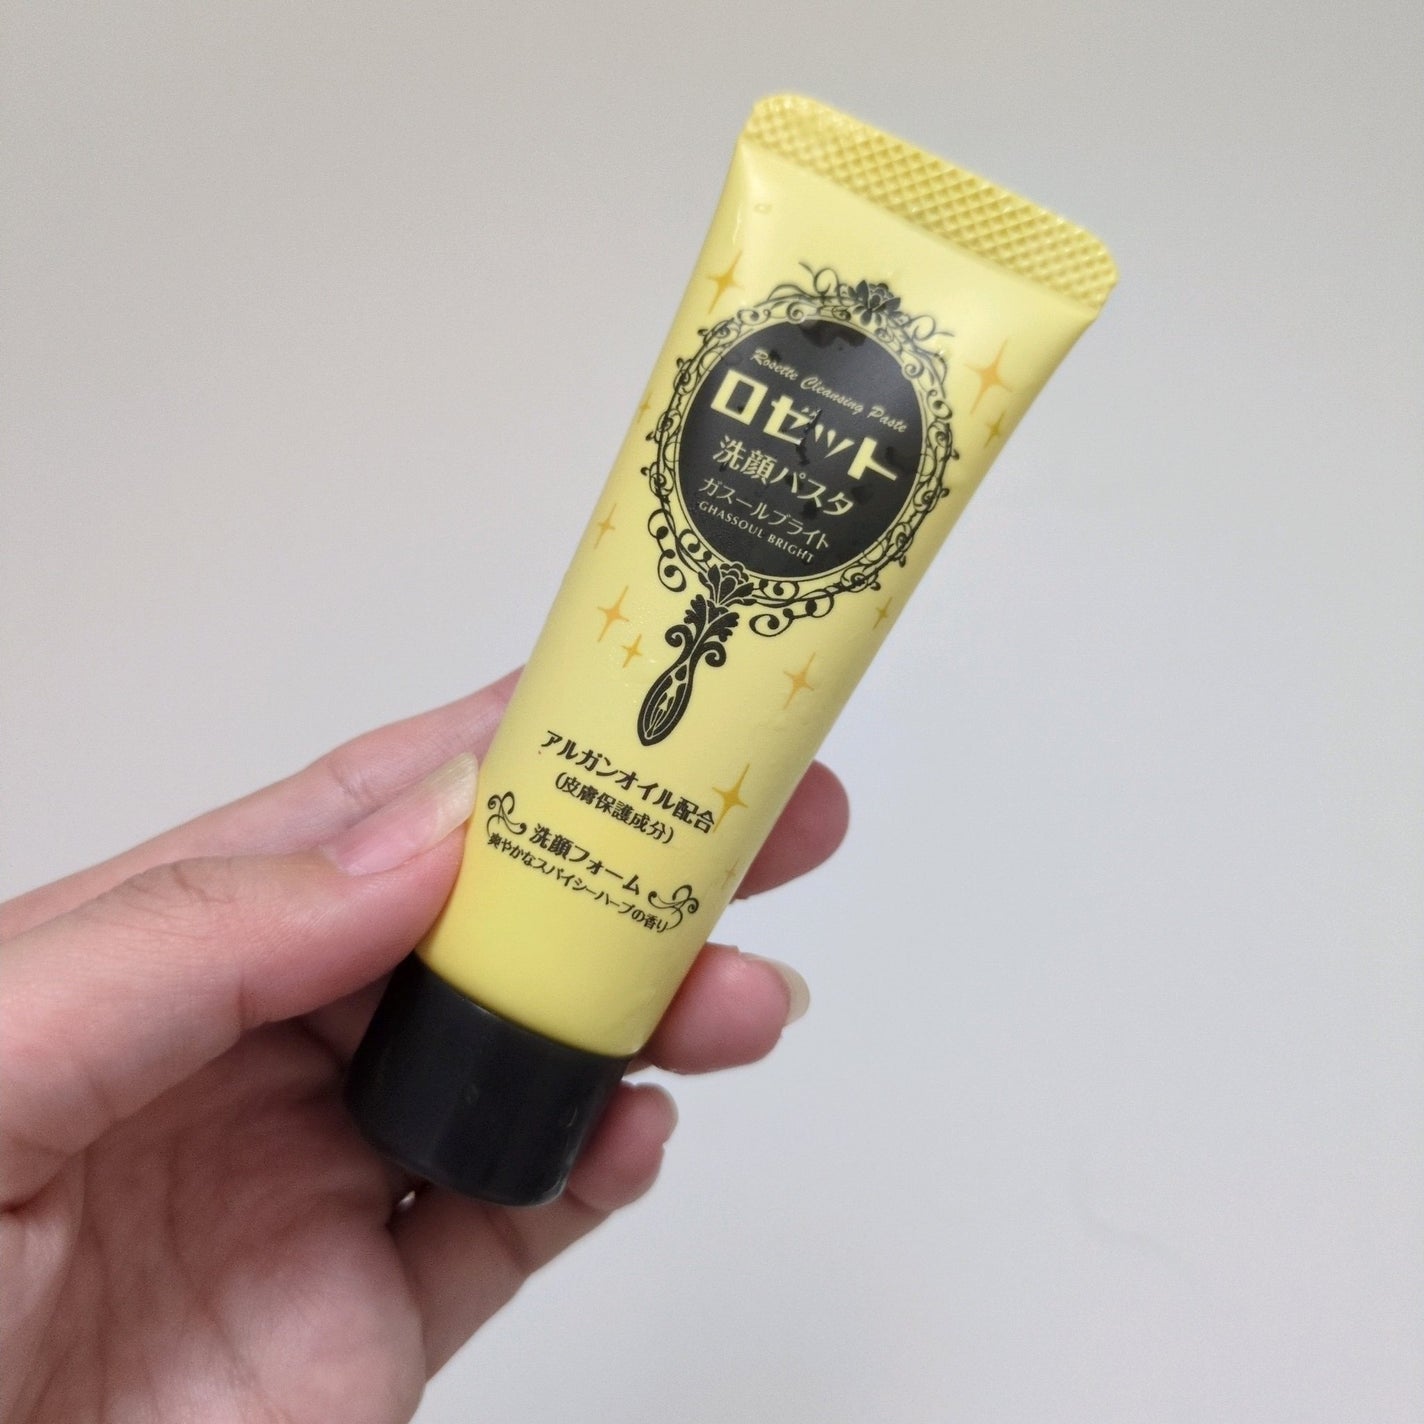 Rosette Cleansing Paste
ロゼット
洗顔パスタ
ガスールブライト
GHASSOUL BRIGHT
アルガンオイル配合
(皮膚保護成分)
洗顔フォーム
爽やかなスパイシーハーブの香り